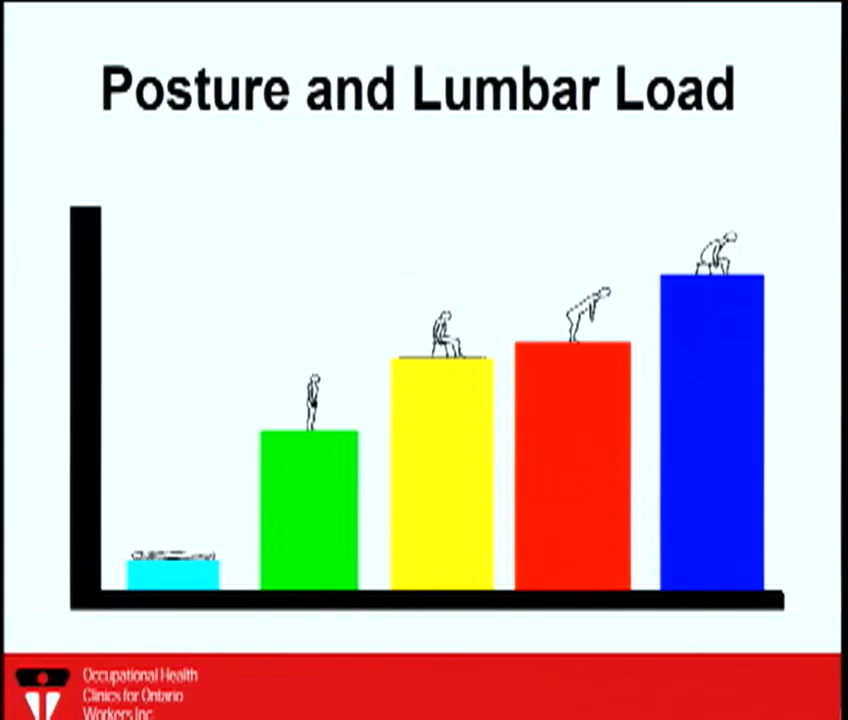 Posture and Lumbar Load
Occupational Health
Clinics for Ontario
Workers Inc.